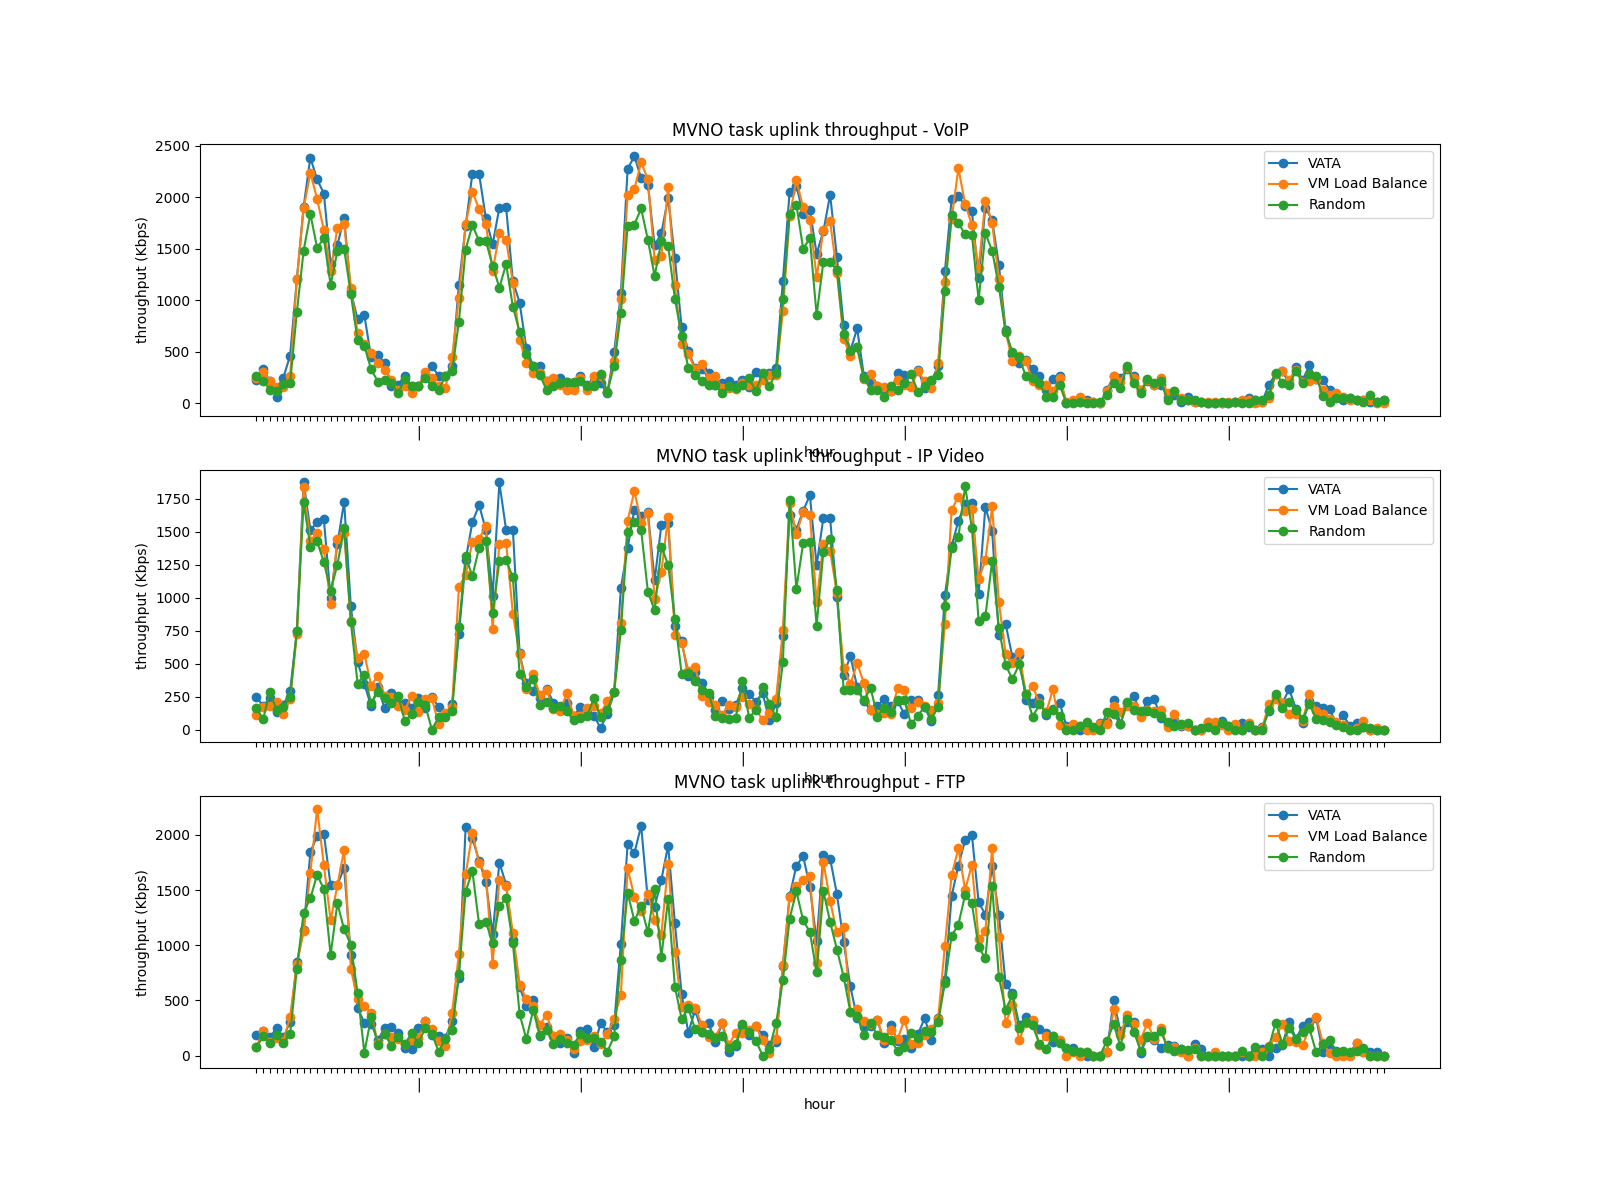 MVNO task uplink throughput - VoIP
throughput (Kbps)
2500
2000
1500
1000
500
0
VATA
VM Load Balance
Random
hour
MVNO task uplink throughput - IP Video
throughput (Kbps)
1750
1500
1250
1000
750
500
250
0
VATA
VM Load Balance
Random
hour
MVNO task uplink throughput - FTP
throughput (Kbps)
2000
1500
1000
500
0
VATA
VM Load Balance
Random
hour